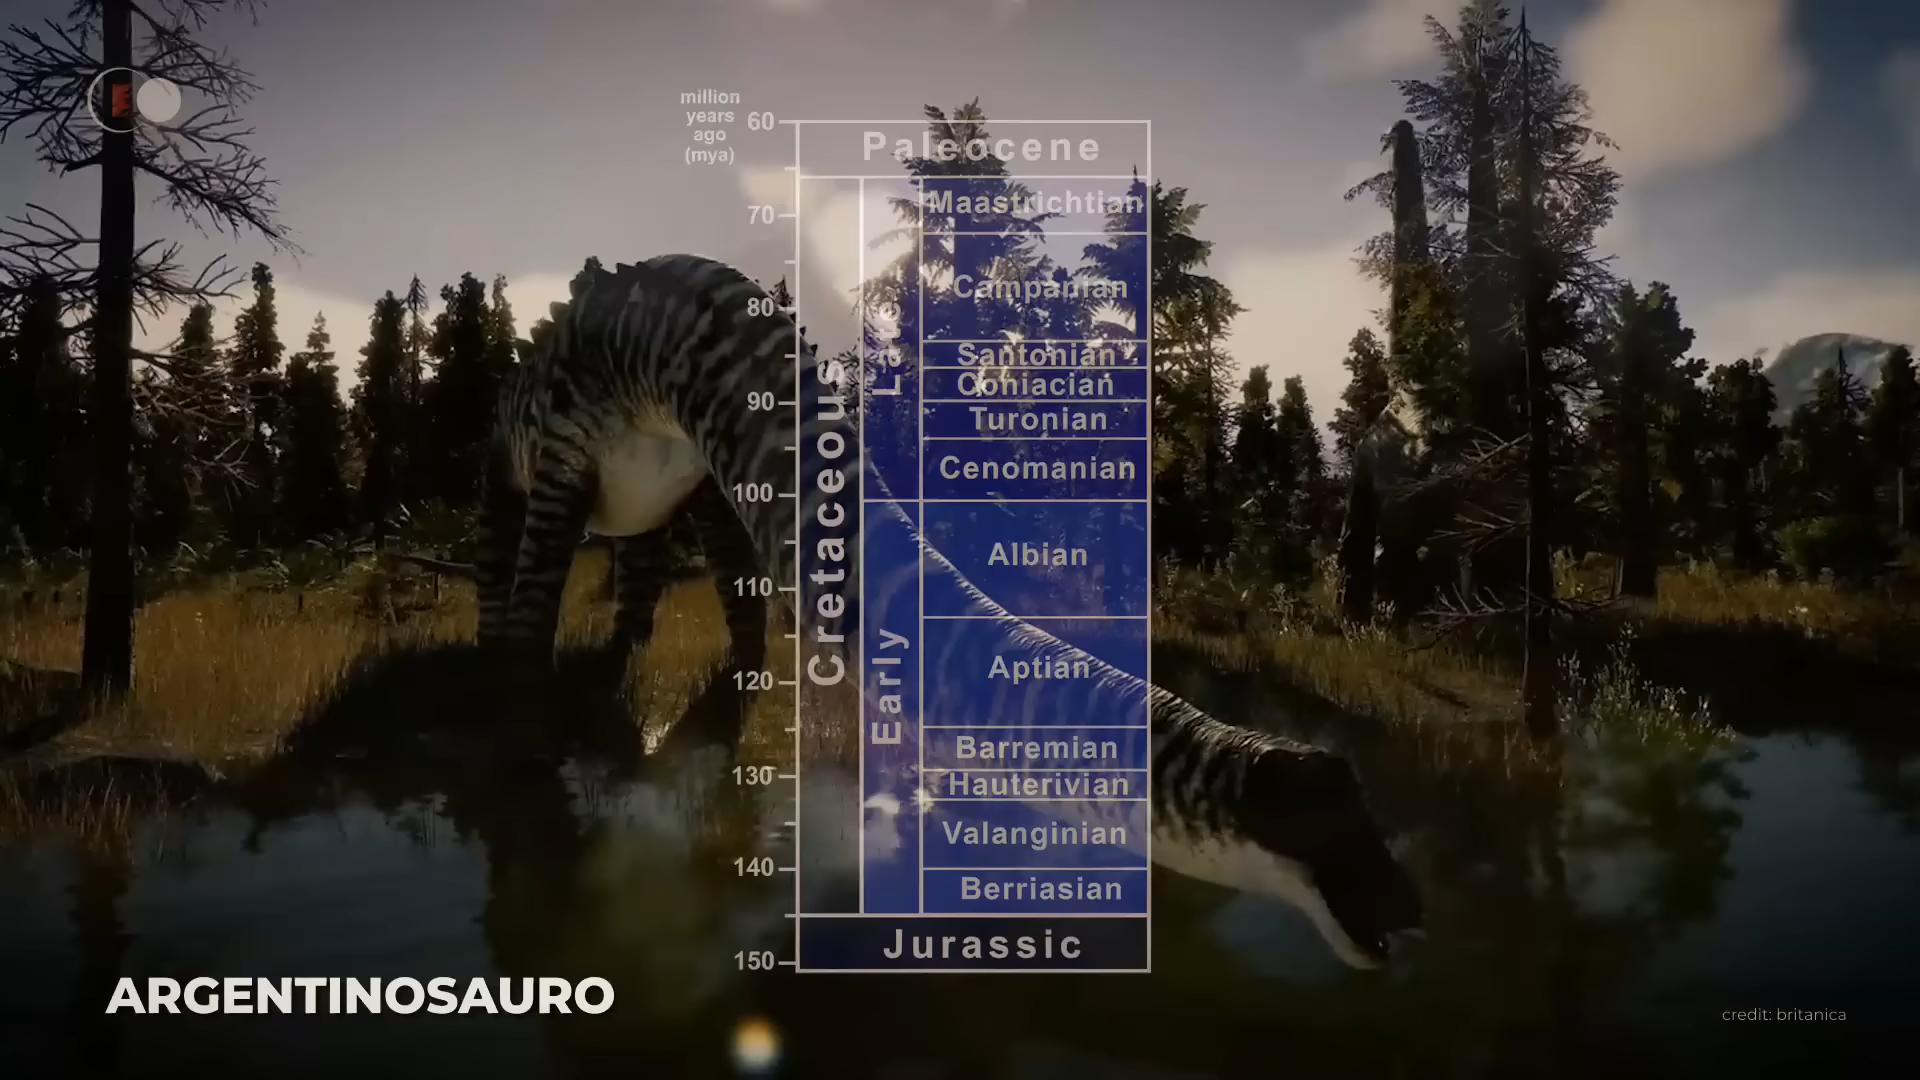 million
years
ago
(mya)
60
70
80
90
100
110
120
130
140
150
Paleocene
Cretaceous
Late
Early
Maastrichtian
Campanian
Santonian
Coniacian
Turonian
Cenomanian
Albian
Aptian
Barremian
Hauterivian
Valanginian
Berriasian
Jurassic
ARGENTINOSAURO
credit: britanica